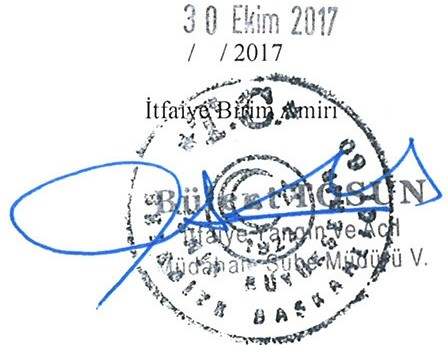 30 Ekim 2017
/ / 2017
İtfaiye Birim Amiri
T.C.
Bülent TOSUN
İtfaiye Yangın ve Acil
Müdahale Şube Müdürü V.